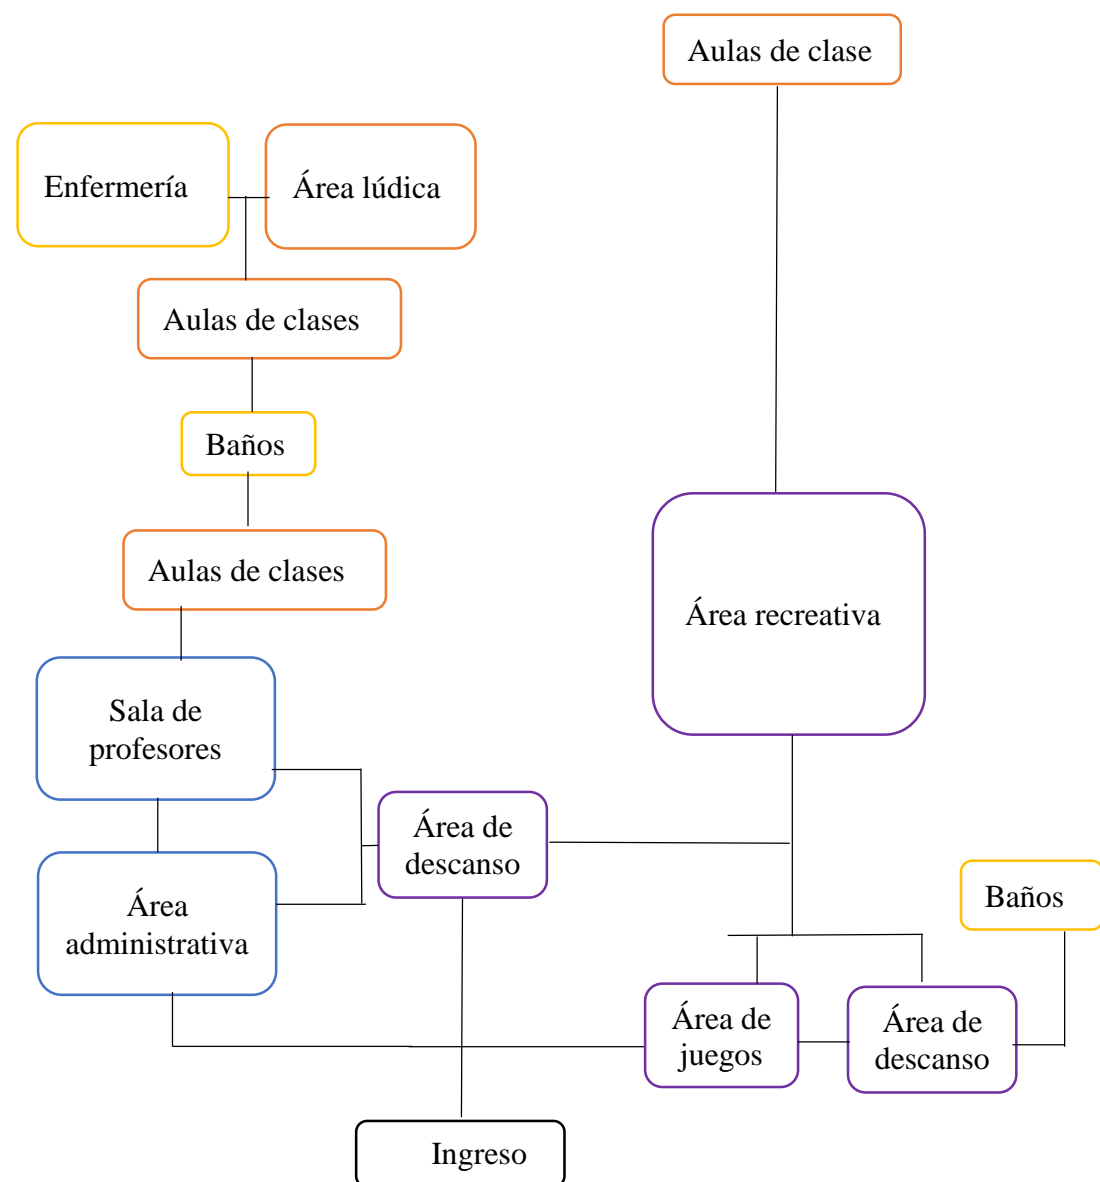 Aulas de clase
Enfermería
Área lúdica
Aulas de clases
Baños
Aulas de clases
Área recreativa
Sala de
profesores
Área de
descanso
Área
administrativa
Baños
Área de
juegos
Área de
descanso
Ingreso